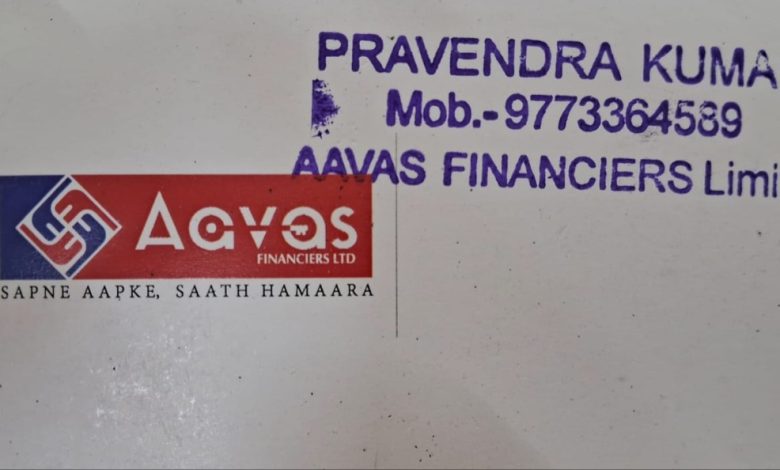 PRAVENDRA KUMA
Mob.-9773364589
AAVAS FINANCIERS Limi
Aavas
FINANCIERS LTD
SAPNE AAPKE, SAATH HAMAARA